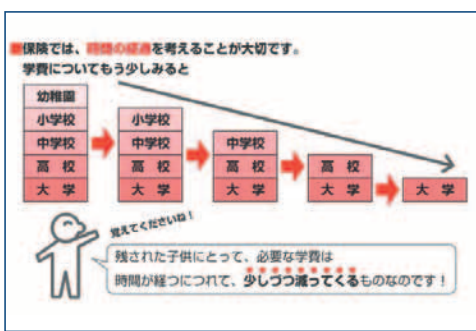 ■保険では、時間の経過を考えることが大切です。
学費についてもう少しみると
幼稚園
小学校
中学校
高 校
大 学
小学校
中学校
高 校
大 学
中学校
高 校
大 学
高 校
大 学
大 学
覚えてくださいね!
残された子供にとって、必要な学費は
時間が経つにつれて、少しづつ減ってくるものなのです!